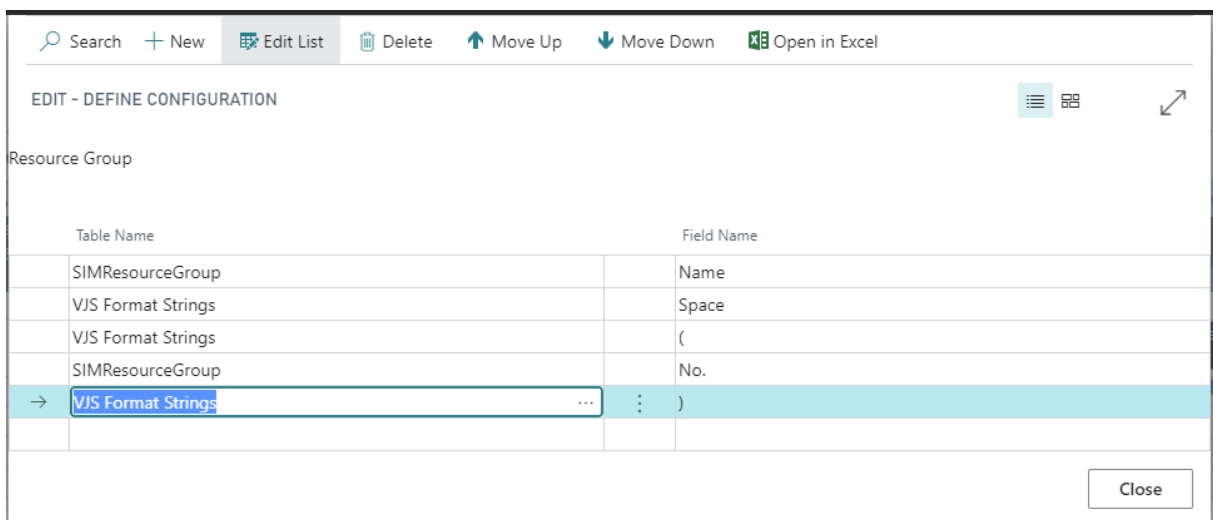 Search New Edit List Delete Move Up Move Down Open in Excel
EDIT - DEFINE CONFIGURATION
Resource Group
Table Name Field Name
SIMResourceGroup Name
VJS Format Strings Space
VJS Format Strings (
SIMResourceGroup No.
VJS Format Strings ... )
Close